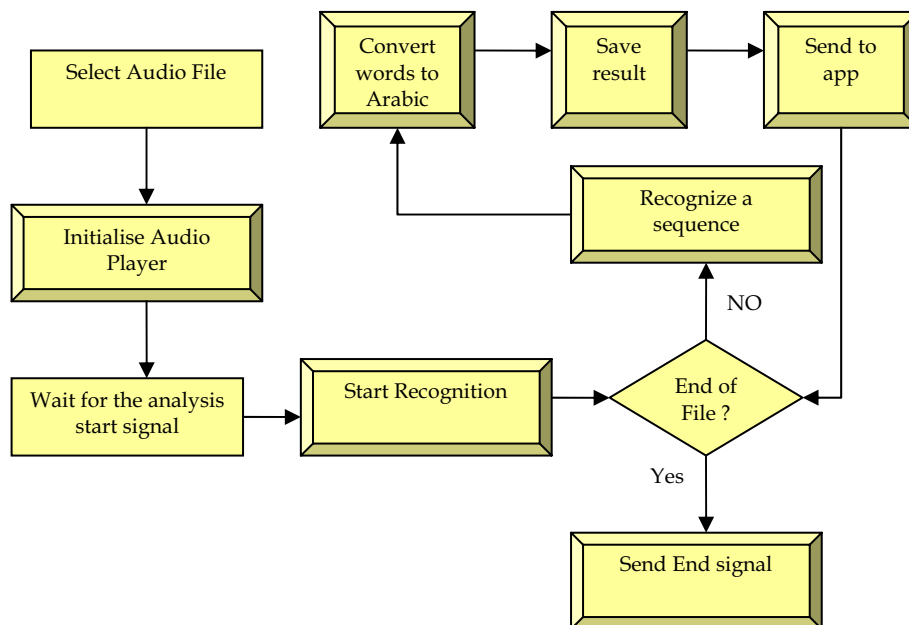 Select Audio File
Initialise Audio
Player
Wait for the analysis
start signal
Start Recognition
End of
File ?
NO
Recognize a
sequence
Convert
words to
Arabic
Save
result
Send to
app
Yes
Send End signal